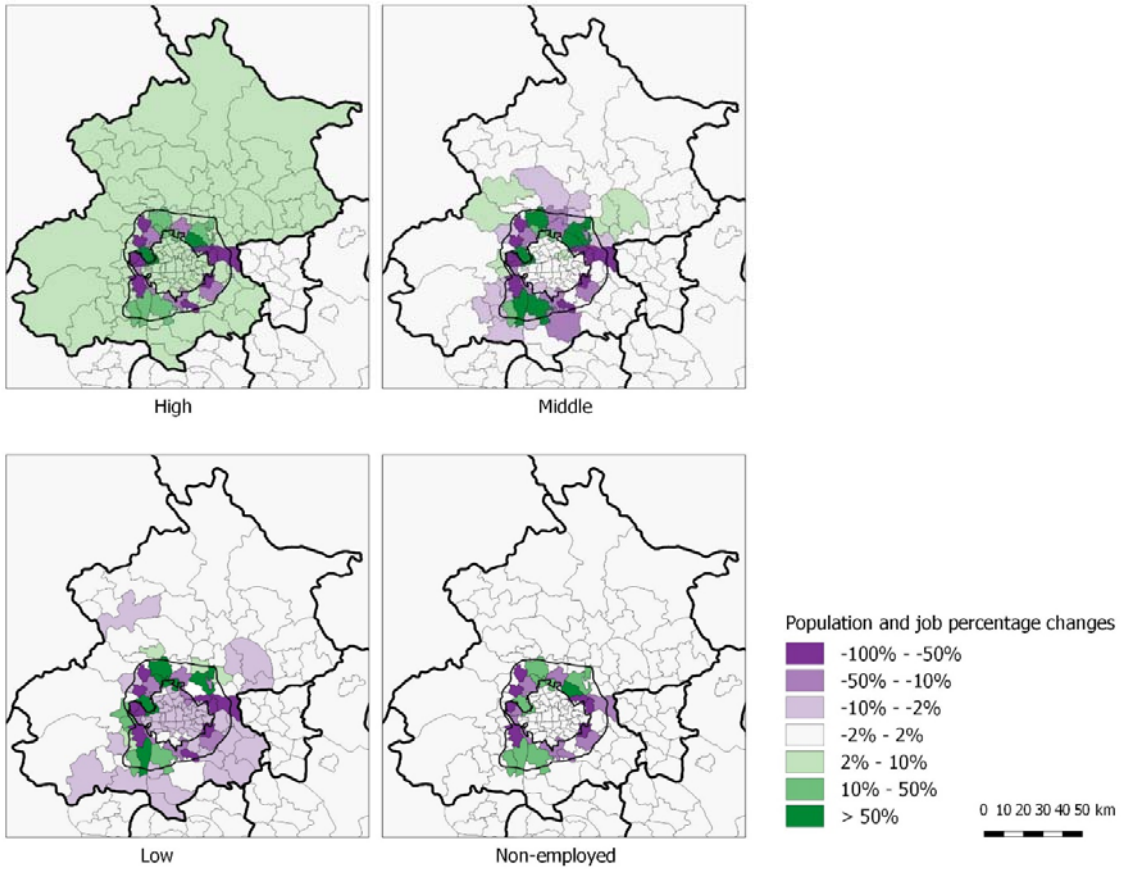 High
Middle
Low
Non-employed
Population and job percentage changes
-100% - -50%
-50% - -10%
-10% - -2%
-2% - 2%
2% - 10%
10% - 50%
> 50%
0 10 20 30 40 50 km